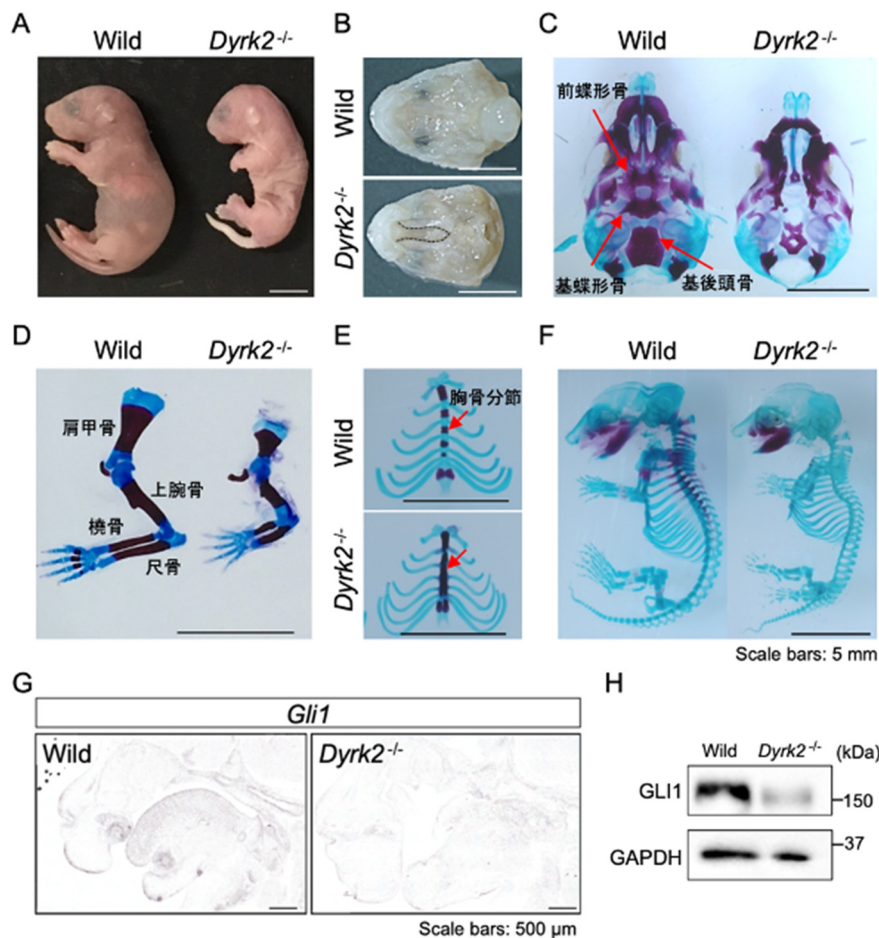 A
Wild
Dyrk2-/-
B
Wild
Dyrk2-/-
C
Wild
Dyrk2-/-
前蝶形骨
基蝶形骨
基後頭骨
D
Wild
Dyrk2-/-
肩甲骨
上腕骨
橈骨
尺骨
E
Wild
Dyrk2-/-
胸骨分節
F
Wild
Dyrk2-/-
Scale bars: 5 mm
G
Gli1
Wild
Dyrk2-/-
Scale bars: 500 μm
H
Wild Dyrk2-/- (kDa)
GLI1
150
37
GAPDH